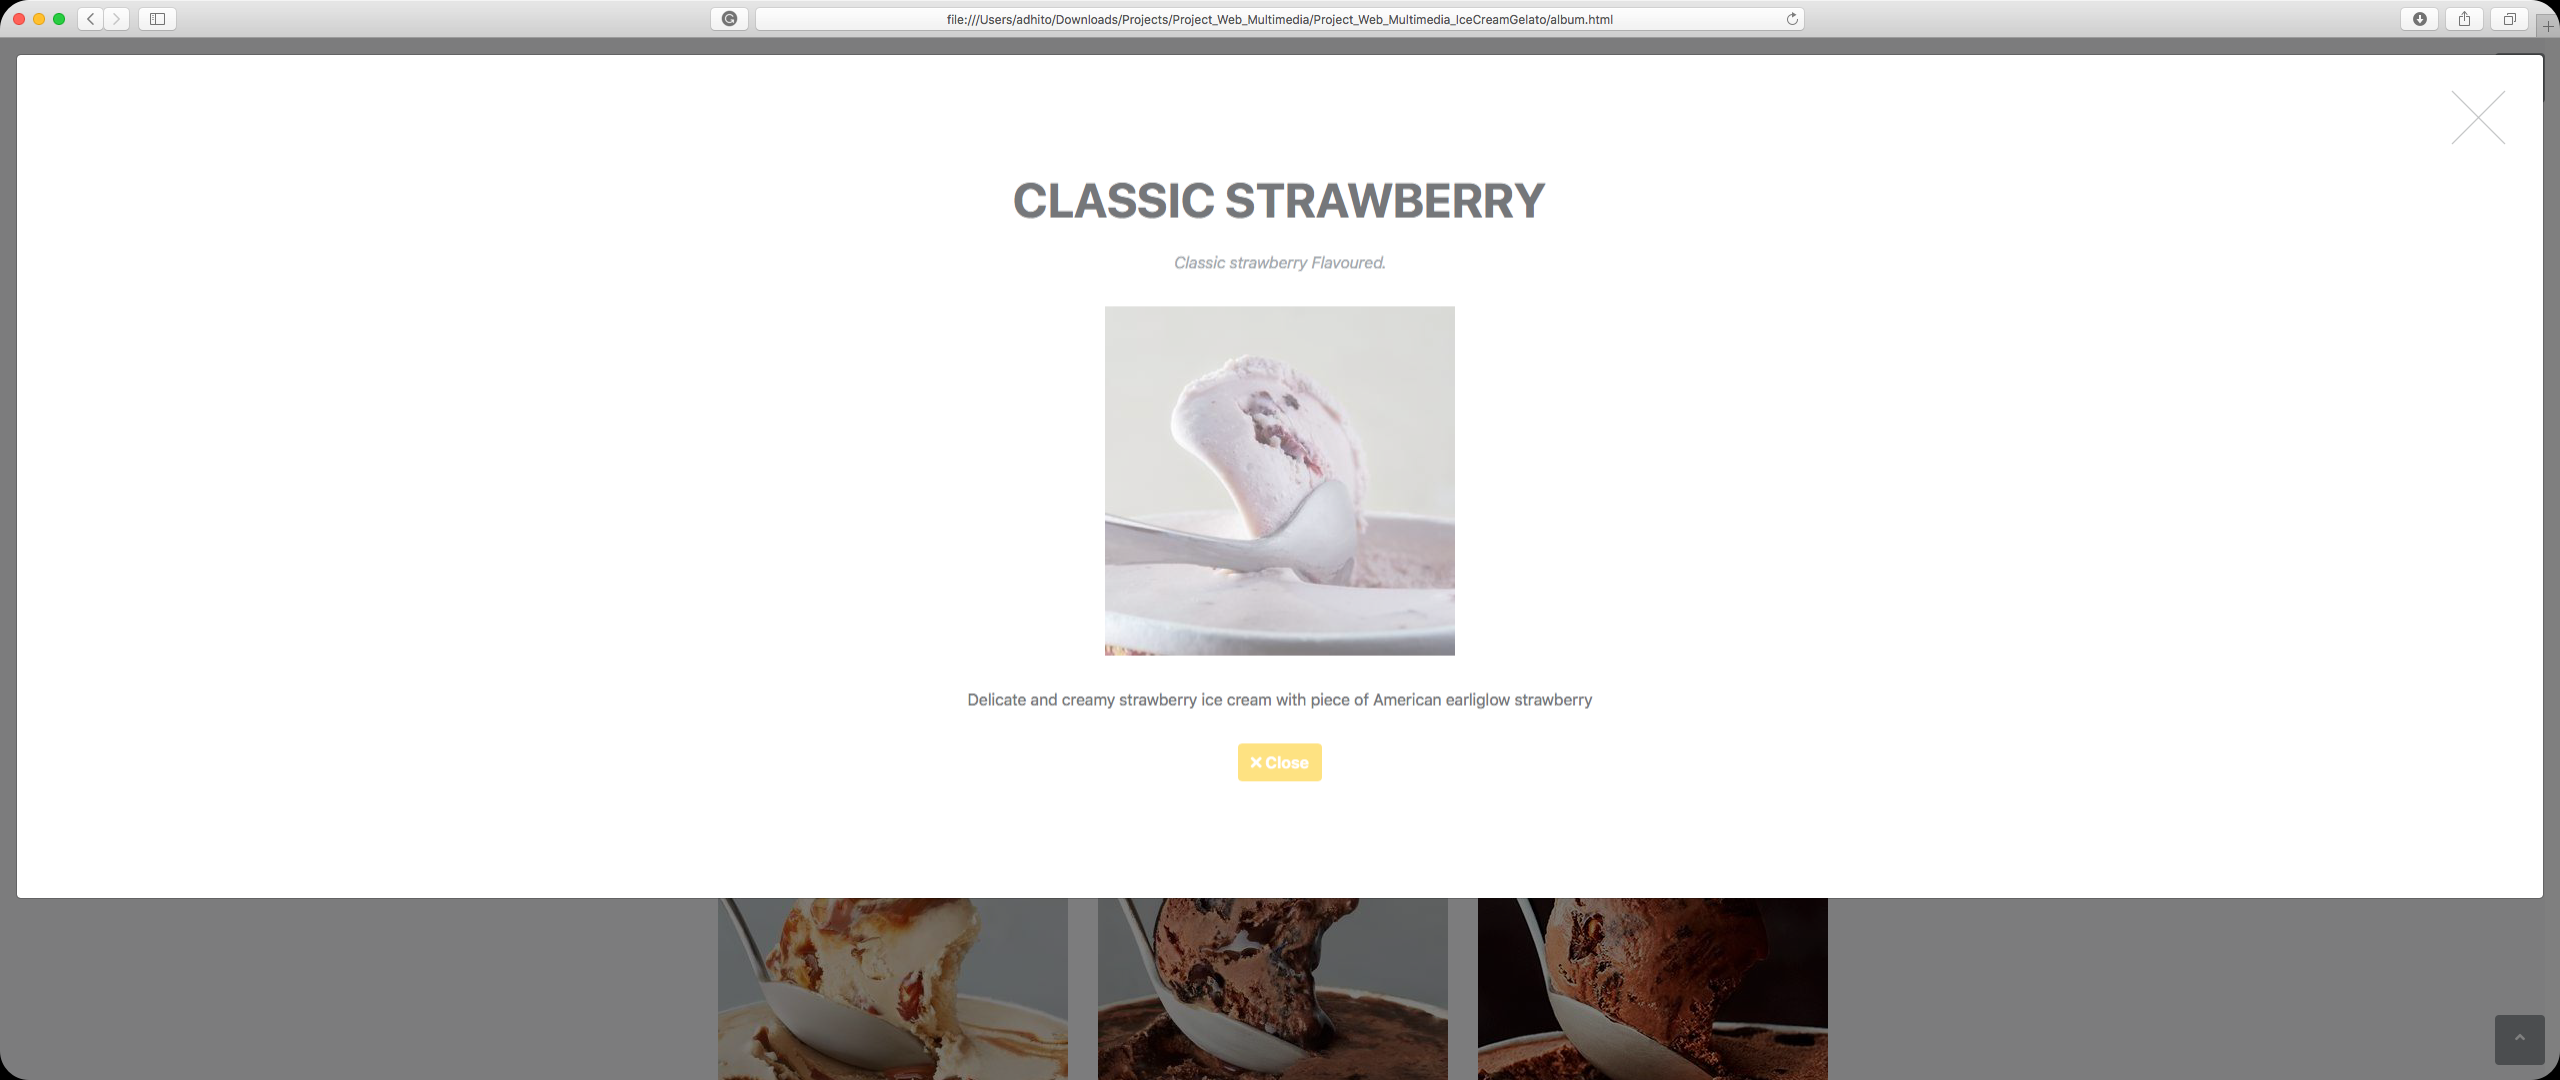 file:///Users/adhito/Downloads/Projects/Project_Web_Multimedia/Project_Web_Multimedia_IceCreamGelato/album.html
CLASSIC STRAWBERRY
Classic strawberry Flavoured.
Delicate and creamy strawberry ice cream with piece of American earliglow strawberry
Close